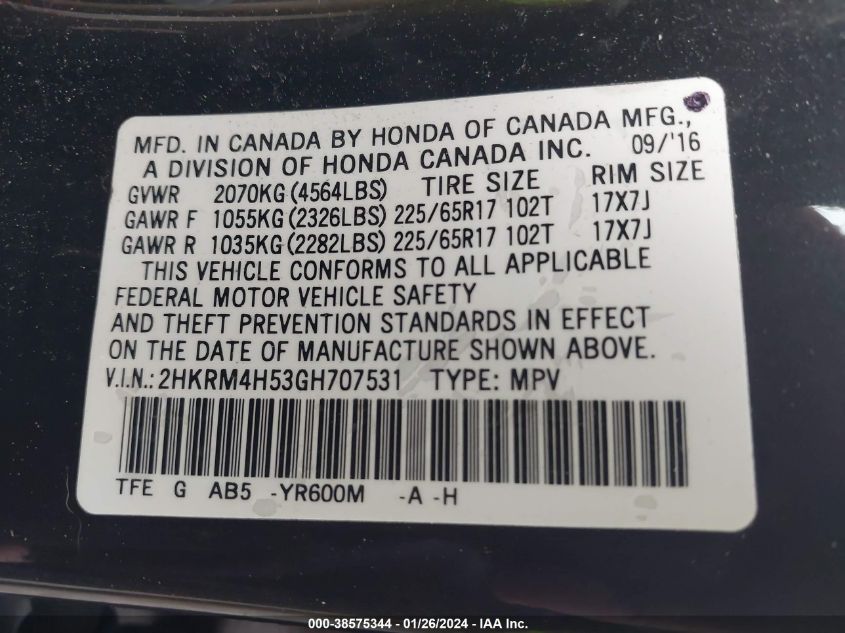 MFD. IN CANADA BY HONDA OF CANADA MFG.,
A DIVISION OF HONDA CANADA INC. 09/'16
GVWR 2070KG (4564LBS) TIRE SIZE RIM SIZE
GAWR F 1055KG (2326LBS) 225/65R17 102T 17X7J
GAWR R 1035KG (2282LBS) 225/65R17 102T 17X7J
THIS VEHICLE CONFORMS TO ALL APPLICABLE
FEDERAL MOTOR VEHICLE SAFETY
AND THEFT PREVENTION STANDARDS IN EFFECT
ON THE DATE OF MANUFACTURE SHOWN ABOVE.
V.I.N.: 2HKRM4H53GH707531 TYPE: MPV
TFE G AB5 -YR600M -A -H
000-38575344 | 01/26/2024 - IAA Inc.